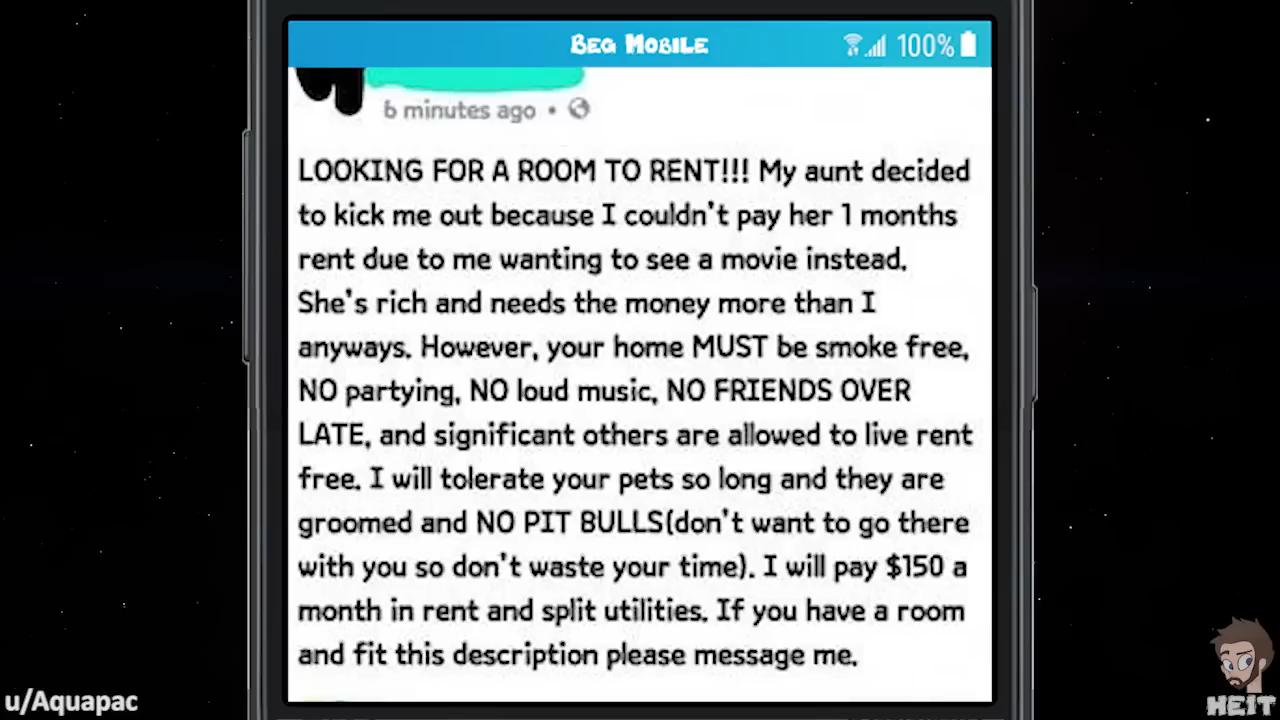 BEG MOBILE
100%
6 minutes ago •
LOOKING FOR A ROOM TO RENT!!! My aunt decided
to kick me out because I couldn't pay her 1 months
rent due to me wanting to see a movie instead.
She's rich and needs the money more than I
anyways. However, your home MUST be smoke free,
NO partying, NO loud music, NO FRIENDS OVER
LATE, and significant others are allowed to live rent
free. I will tolerate your pets so long and they are
groomed and NO PIT BULLS(don't want to go there
with you so don't waste your time). I will pay $150 a
month in rent and split utilities. If you have a room
and fit this description please message me.
u/Aquapac
HEIT